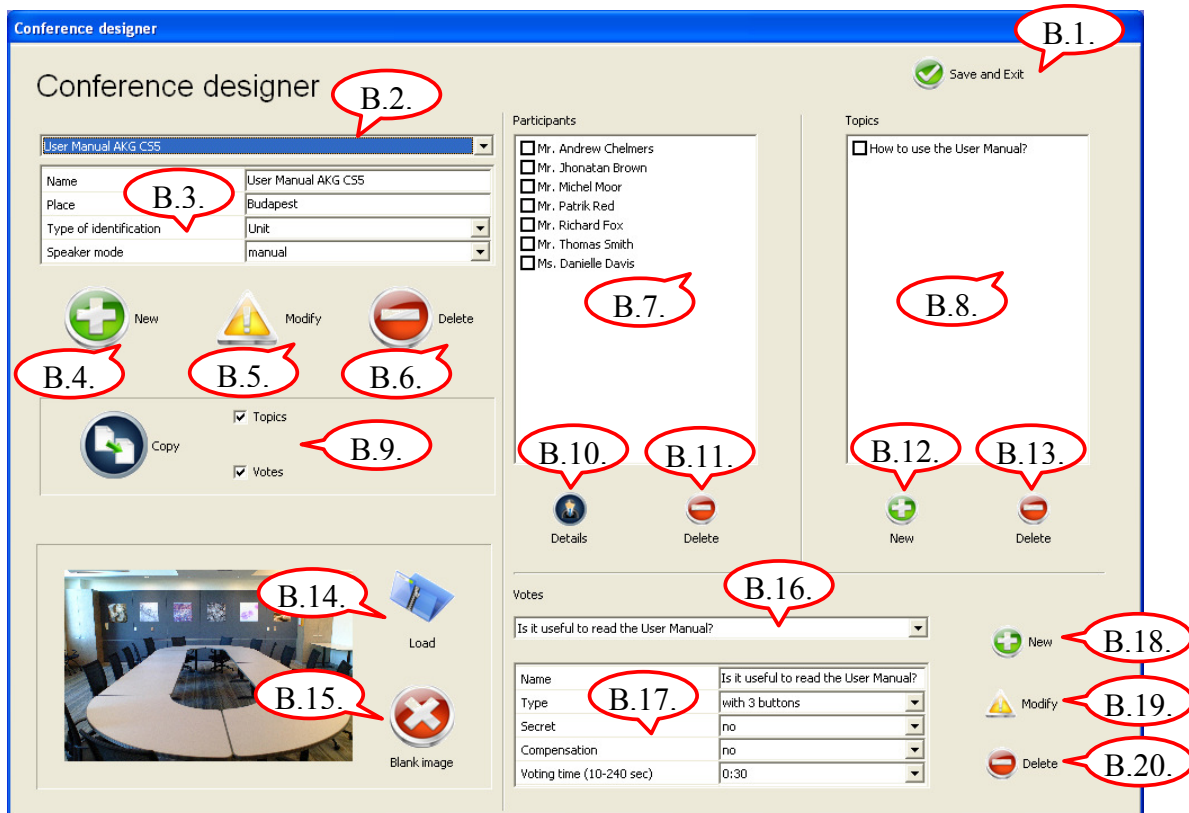 Conference designer
B.1.
Save and Exit
Conference designer
B.2.
User Manual AKG CS5
Name
User Manual AKG CS5
B.3.
Place
Budapest
Type of identification
Unit
Speaker mode
manual
New
Modify
Delete
B.4.
B.5.
B.6.
Copy
Topics
B.9.
Votes
Participants
Mr. Andrew Chelmers
Mr. Jhonatan Brown
Mr. Michel Moor
Mr. Patrik Red
Mr. Richard Fox
Mr. Thomas Smith
Ms. Danielle Davis
B.7.
B.10.
B.11.
Details
Delete
Topics
How to use the User Manual?
B.8.
B.12.
B.13.
New
Delete
B.14.
Load
B.15.
Blank image
Votes
B.16.
Is it useful to read the User Manual?
Name
Is it useful to read the User Manual?
B.17.
Type
with 3 buttons
Secret
no
Compensation
no
Voting time (10-240 sec)
0:30
New
B.18.
Modify
B.19.
Delete
B.20.